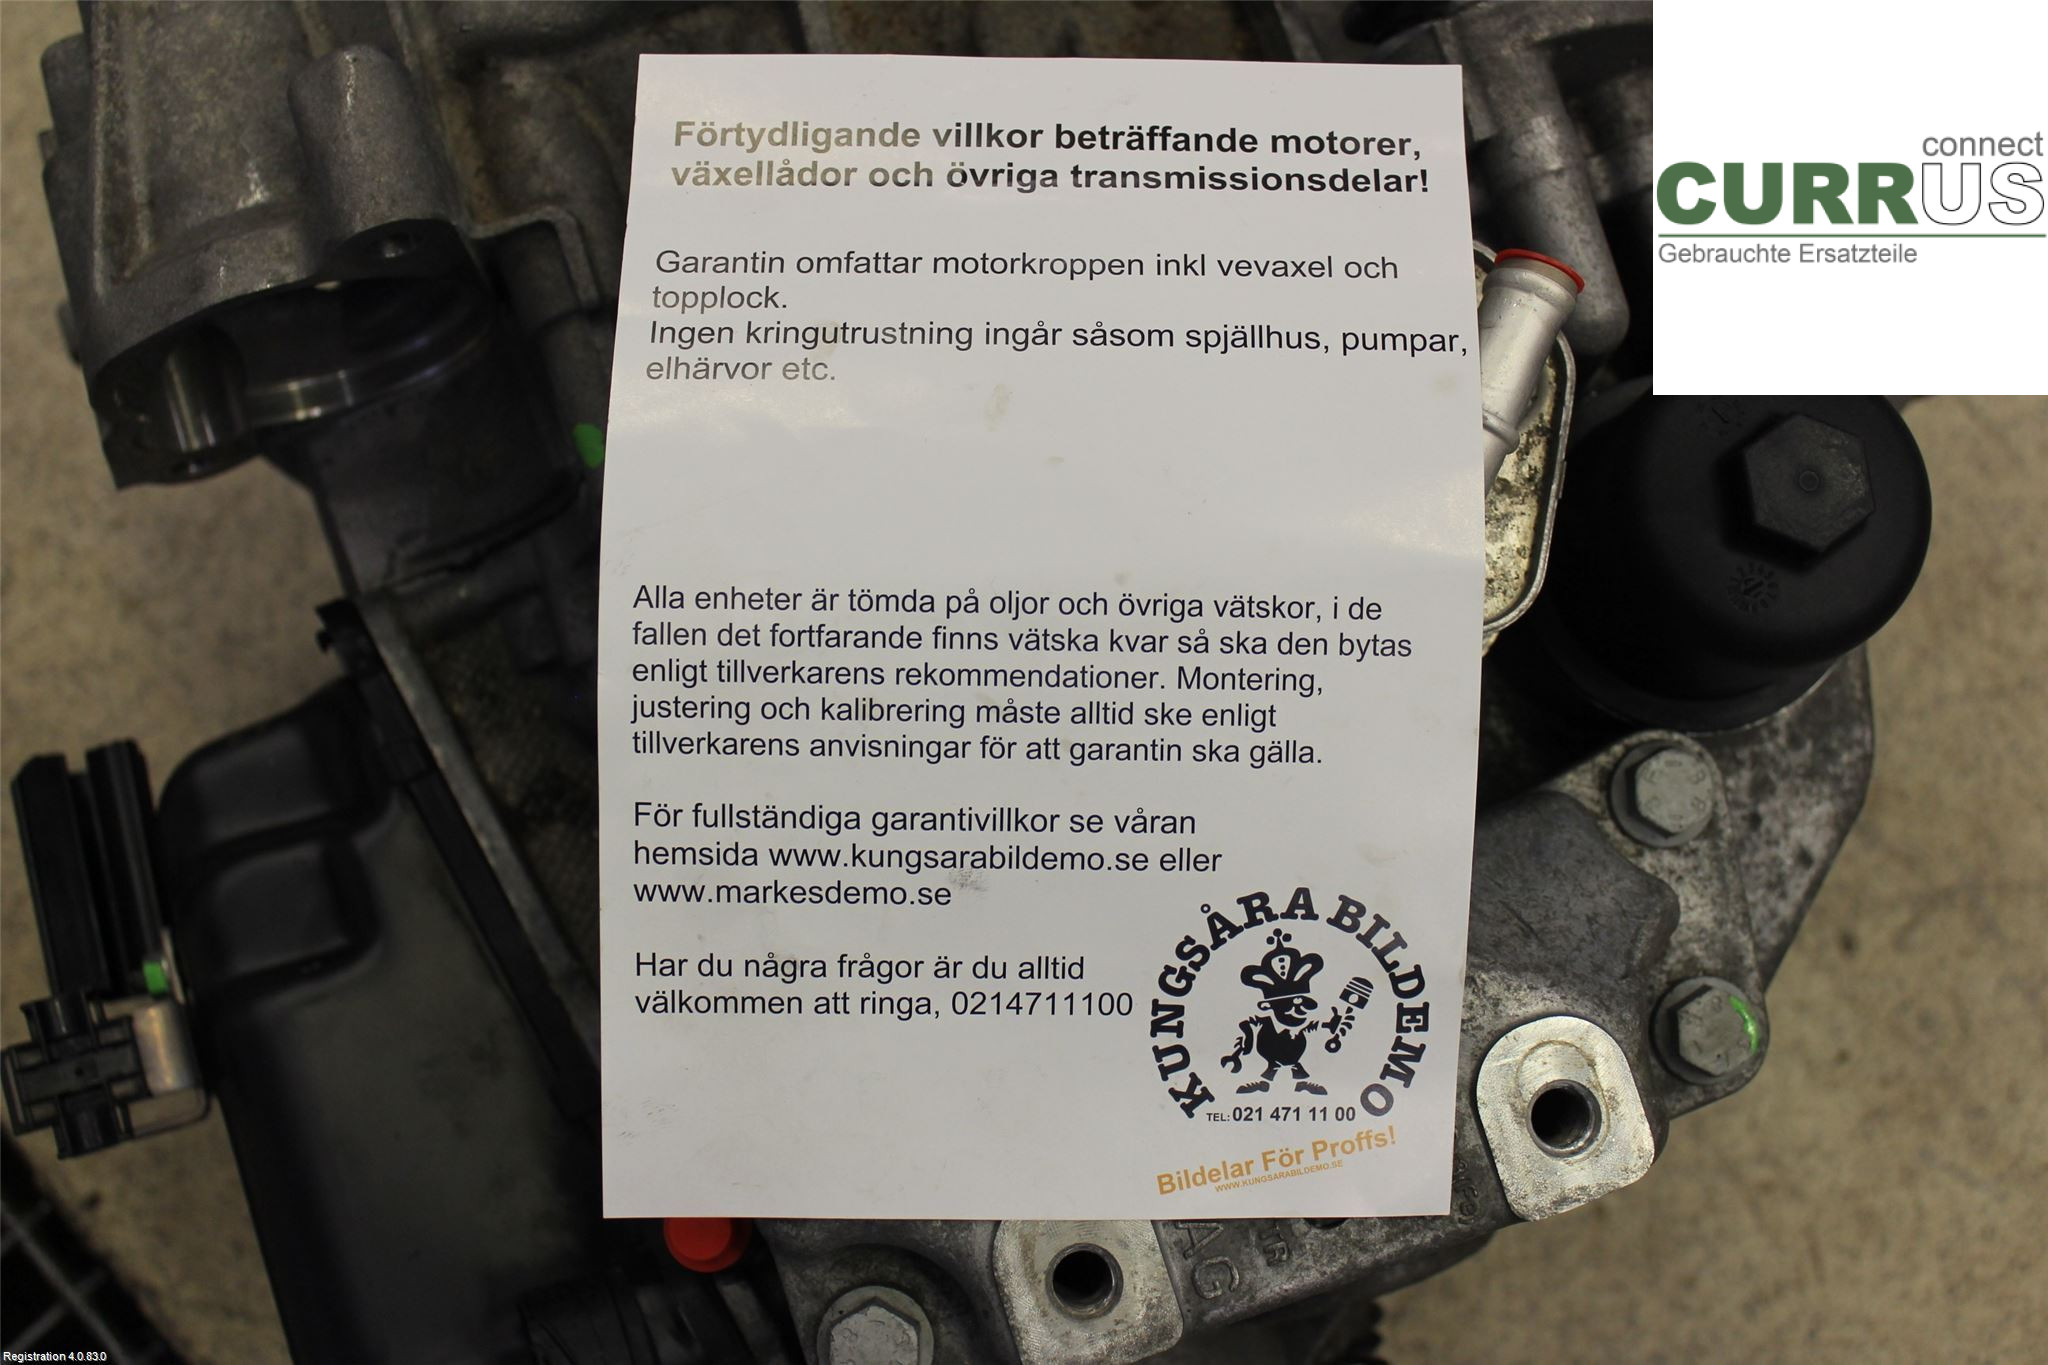 Förtydligande villkor beträffande motorer,
växellådor och övriga transmissionsdelar!
Garantin omfattar motorkroppen inkl vevaxel och
topplock.
Ingen kringutrustning ingår såsom spjällhus, pumpar,
elhärvor etc.
Alla enheter är tömda på oljor och övriga vätskor, i de
fallen det fortfarande finns vätska kvar så ska den bytas
enligt tillverkarens rekommendationer. Montering,
justering och kalibrering måste alltid ske enligt
tillverkarens anvisningar för att garantin ska gälla.
För fullständiga garantivillkor se våran
hemsida www.kungsarabildemo.se eller
www.markesdemo.se
Har du några frågor är du alltid
välkommen att ringa, 0214711100
KUNGSÅRA BILDEMO
TEL: 021 471 11 00
Bildelar För Proffs!
WWW.KUNGSARABILDEMO.SE
connect
CURRUS
Gebrauchte Ersatzteile
AG
Registration 4.0.83.0